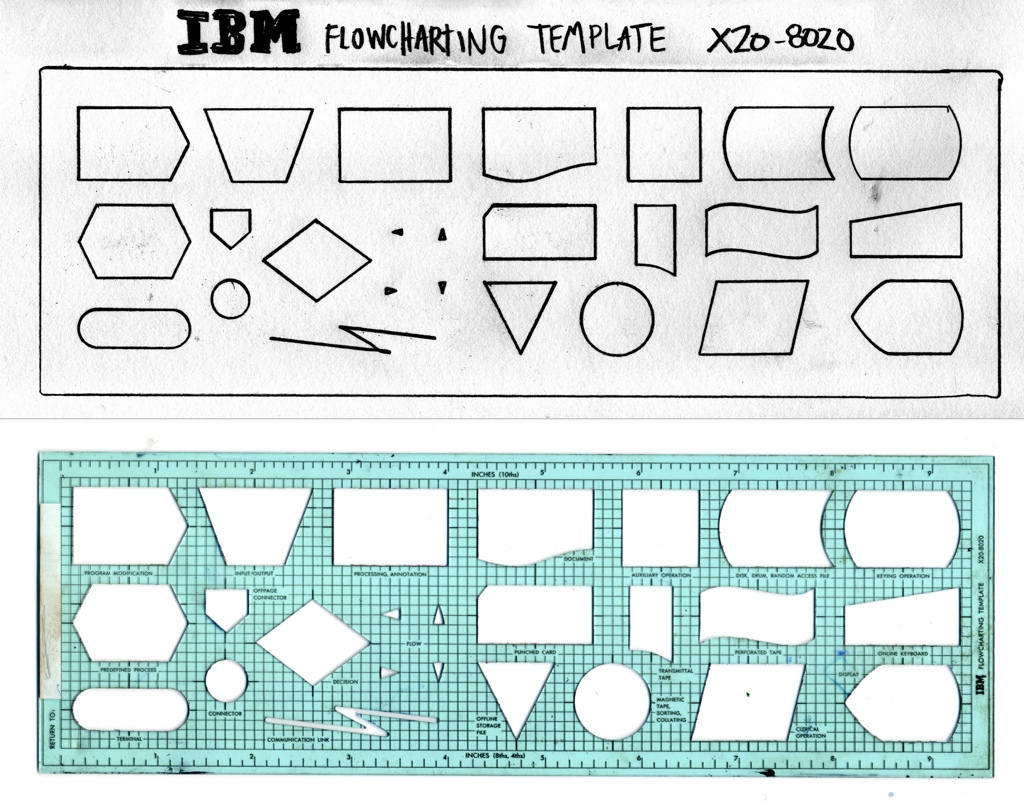 IBM FLOWCHARTING TEMPLATE X20-8020
INCHES (10ths)
1 2 3 4 5 6 7 8 9
DOCUMENT
PROGRAM MODIFICATION
INPUT/OUTPUT
PROCESSING, ANNOTATION
AUXILIARY OPERATION
DISK, DRUM, RANDOM ACCESS FILE
KEYING OPERATION
OFFPAGE
CONNECTOR
FLOW
PUNCHED CARD
PERFORATED TAPE
ONLINE KEYBOARD
PREDEFINED PROCESS
DECISION
TRANSMITTAL
TAPE
DISPLAY
CONNECTOR
MAGNETIC
TAPE,
SORTING,
COLLATING
OFFLINE
STORAGE
FILE
CLERICAL
OPERATION
TERMINAL
COMMUNICATION LINK
INCHES (8ths, 4ths)
1 2 3 4 5 6 7 8 9
RETURN TO:
IBM FLOWCHARTING TEMPLATE X20-8020